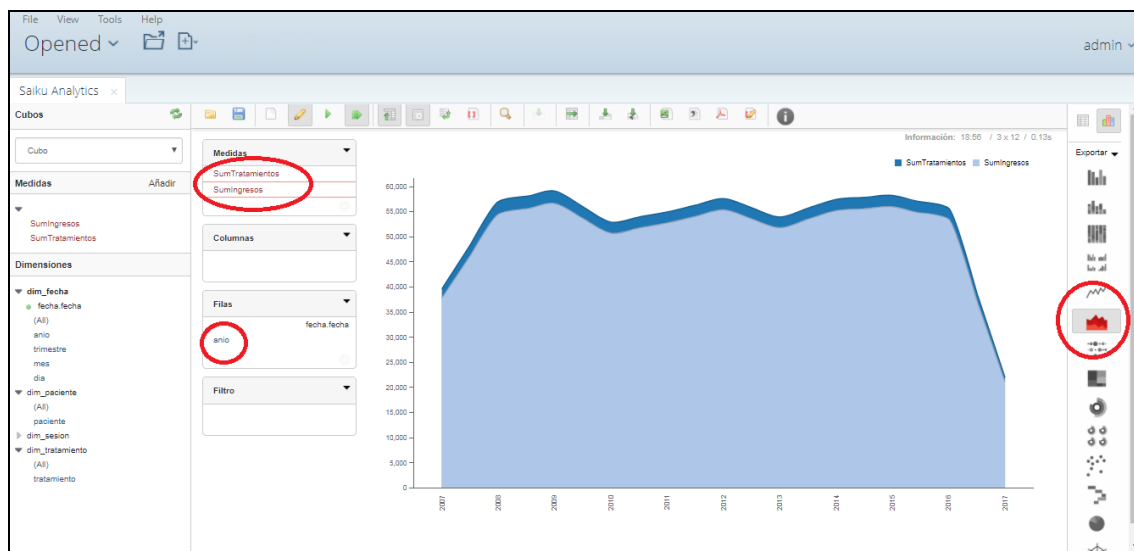 File View Tools Help
Opened
admin
Saiku Analytics ×
Cubos
Cubo
Medidas Añadir
SumIngresos
SumTratamientos
Dimensiones
dim_fecha
fecha.fecha
(All)
anio
trimestre
mes
dia
dim_paciente
(All)
paciente
dim_sesion
dim_tratamiento
(All)
tratamiento
Medidas
SumTratamientos
SumIngresos
Columnas
Filas
fecha.fecha
anio
Filtro
Información: 18:56 / 3 x 12 / 0.13s
SumTratamientos SumIngresos
60,000
55,000
50,000
45,000
40,000
35,000
30,000
25,000
20,000
15,000
10,000
5,000
0
2007 2008 2009 2010 2011 2012 2013 2014 2015 2016 2017
Exportar